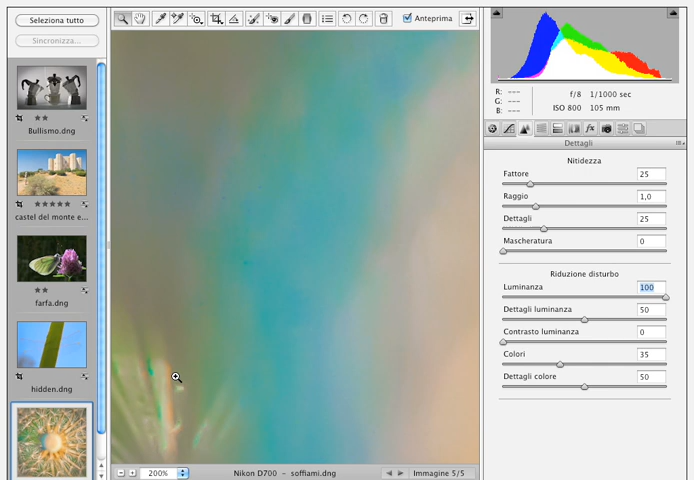 Seleziona tutto
Sincronizza...
Bullismo.dng
castel del monte e...
farfa.dng
hidden.dng
Anteprima
200%
Nikon D700 - soffiami.dng
Immagine 5/5
R: ---
G: ---
B: ---
f/8 1/1000 sec
ISO 800 105 mm
fx
Dettagli
Nitidezza
Fattore 25
Raggio 1,0
Dettagli 25
Mascheratura 0
Riduzione disturbo
Luminanza 100
Dettagli luminanza 50
Contrasto luminanza 0
Colori 35
Dettagli colore 50